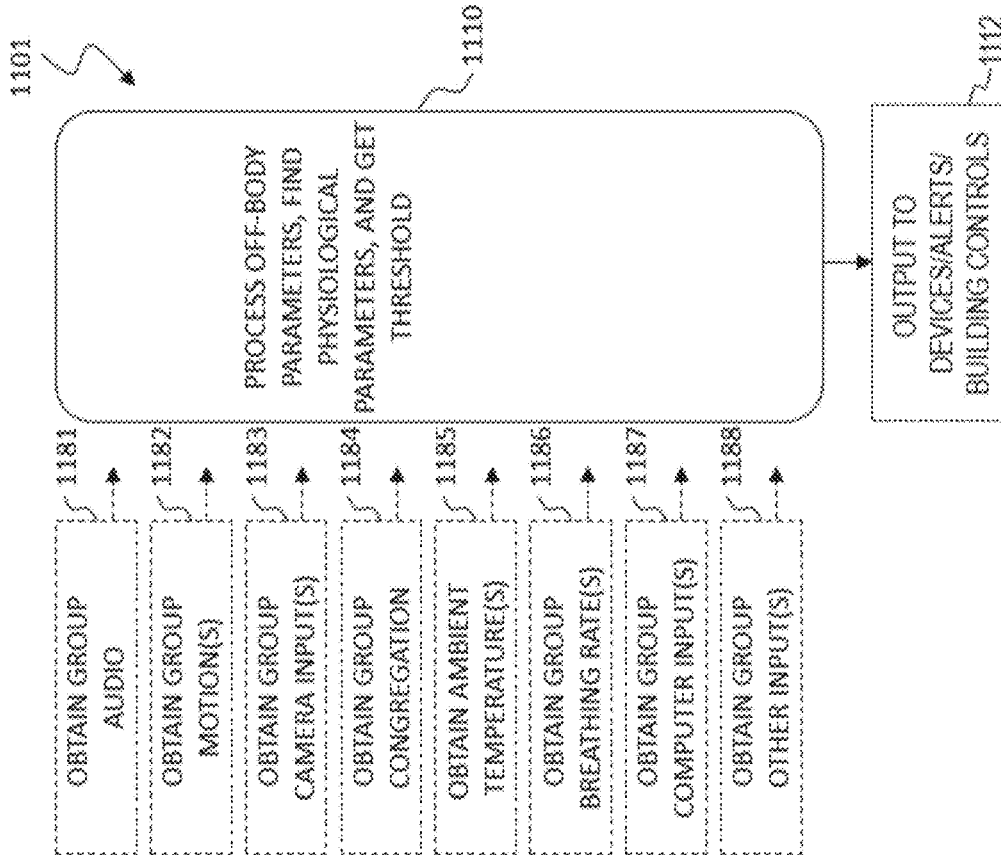 1101
OBTAIN GROUP
AUDIO
1181
OBTAIN GROUP
MOTION(S)
1182
OBTAIN GROUP
CAMERA INPUT(S)
1183
OBTAIN GROUP
CONGREGATION
1184
OBTAIN AMBIENT
TEMPERATURE(S)
1185
OBTAIN GROUP
BREATHING RATE(S)
1186
OBTAIN GROUP
COMPUTER INPUT(S)
1187
OBTAIN GROUP
OTHER INPUT(S)
1188
PROCESS OFF-BODY
PARAMETERS, FIND
PHYSIOLOGICAL
PARAMETERS, AND GET
THRESHOLD
1110
OUTPUT TO
DEVICES/ALERTS/
BUILDING CONTROLS
1112